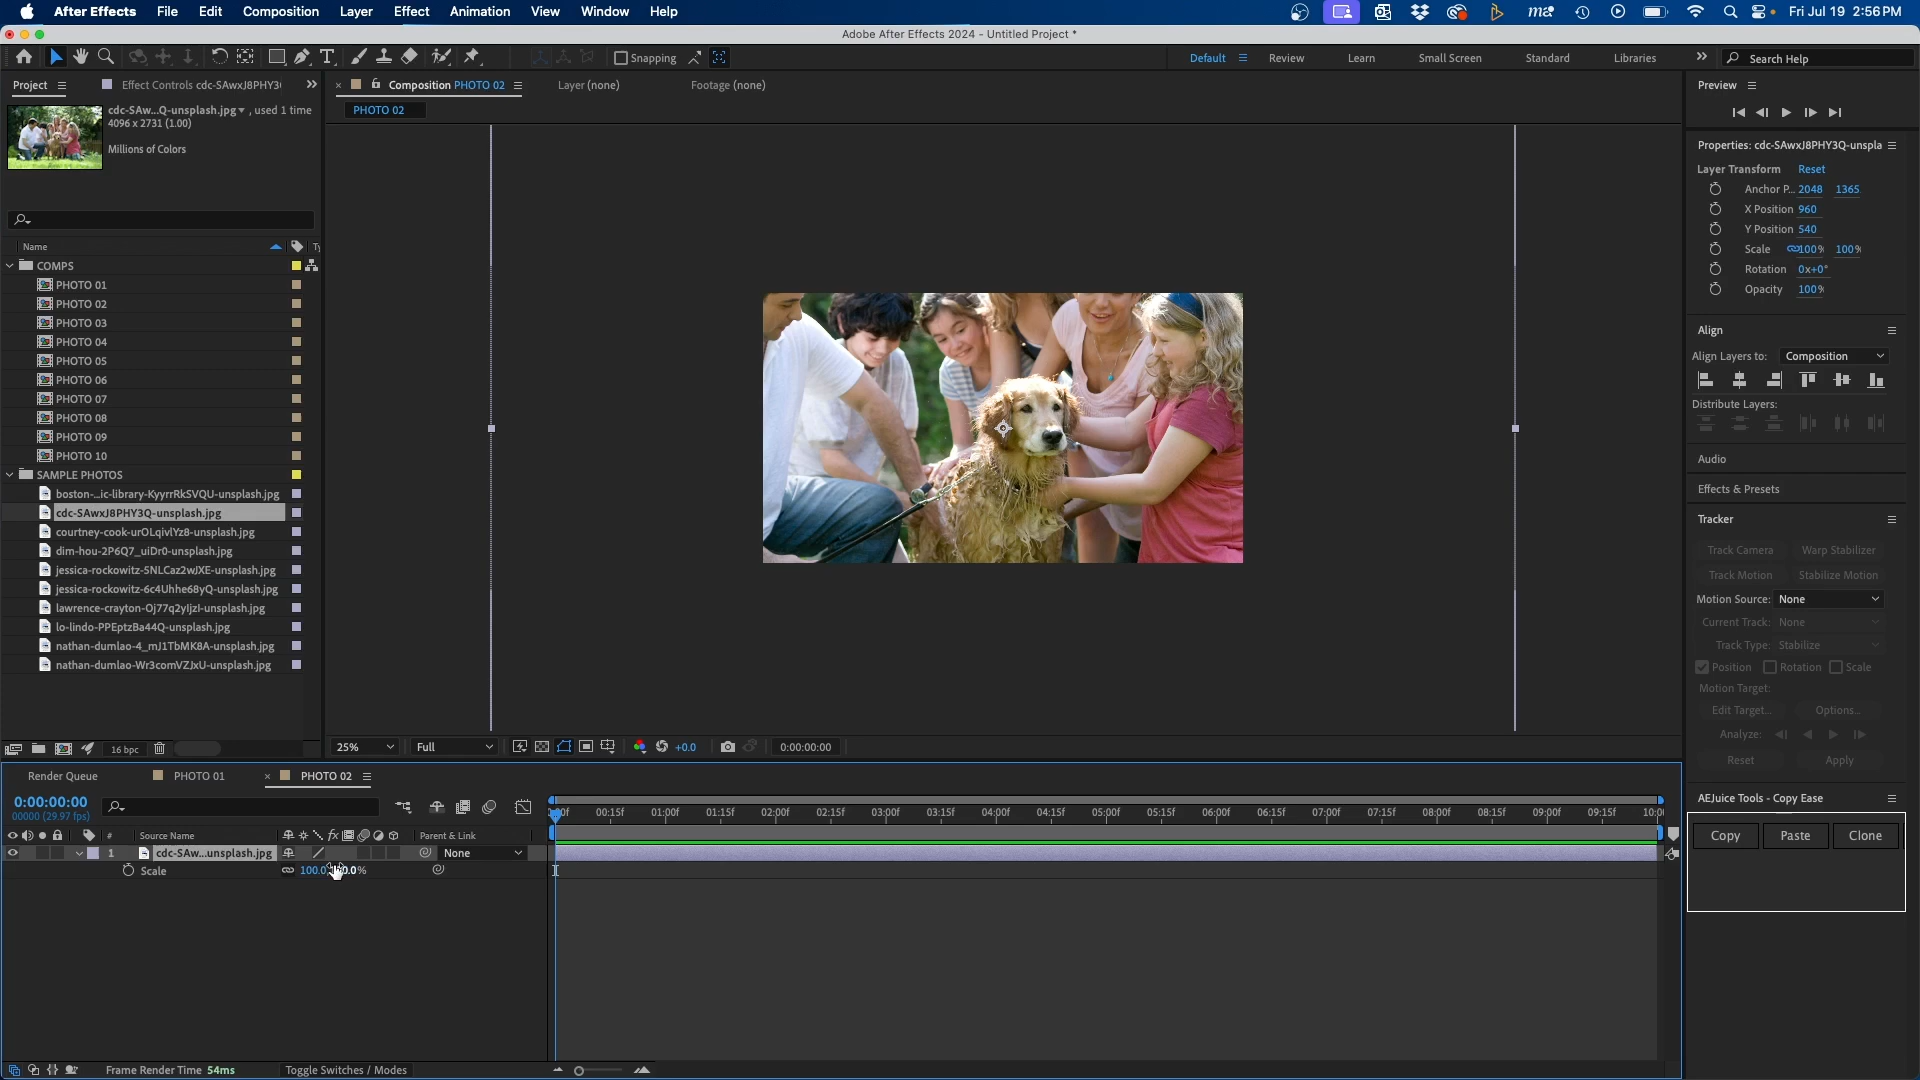 After Effects File Edit Composition Layer Effect Animation View Window Help
Fri Jul 19 2:56 PM
Adobe After Effects 2024 - Untitled Project *
Snapping
Default Review Learn Small Screen Standard Libraries
Search Help
Project
Effect Controls cdc-SAwxJ8PHY3
cdc-SAw...Q-unsplash.jpg , used 1 time
4096 x 2731 (1.00)
Millions of Colors
Name
COMPS
PHOTO 01
PHOTO 02
PHOTO 03
PHOTO 04
PHOTO 05
PHOTO 06
PHOTO 07
PHOTO 08
PHOTO 09
PHOTO 10
SAMPLE PHOTOS
boston-...ic-library-KyyrrRkSVQU-unsplash.jpg
cdc-SAwxJ8PHY3Q-unsplash.jpg
courtney-cook-urOLqivlYz8-unsplash.jpg
dim-hou-2P6Q7_uiDr0-unsplash.jpg
jessica-rockowitz-5NLCaz2wJXE-unsplash.jpg
jessica-rockowitz-6c4Uhhe68yQ-unsplash.jpg
lawrence-crayton-Oj77q2yIjzI-unsplash.jpg
lo-lindo-PPEptzBa44Q-unsplash.jpg
nathan-dumlao-4_mJ1TbMK8A-unsplash.jpg
nathan-dumlao-Wr3comVZJxU-unsplash.jpg
16 bpc
Composition PHOTO 02
Layer (none)
Footage (none)
PHOTO 02
25% Full +0.0 0:00:00:00
Preview
Properties: cdc-SAwxJ8PHY3Q-unspla
Layer Transform Reset
Anchor P... 2048 1365
X Position 960
Y Position 540
Scale 100% 100%
Rotation 0x+0°
Opacity 100%
Align
Align Layers to: Composition
Distribute Layers:
Audio
Effects & Presets
Tracker
Track Camera Warp Stabilizer
Track Motion Stabilize Motion
Motion Source: None
Current Track: None
Track Type: Stabilize
Position Rotation Scale
Motion Target:
Edit Target... Options...
Analyze:
Reset Apply
AEJuice Tools - Copy Ease
Copy Paste Clone
Render Queue
PHOTO 01
PHOTO 02
0:00:00:00
00000 (29.97 fps)
# Source Name fx Parent & Link
1 cdc-SAw...unsplash.jpg None
Scale
00:15f 01:00f 01:15f 02:00f 02:15f 03:00f 03:15f 04:00f 04:15f 05:00f 05:15f 06:00f 06:15f 07:00f 07:15f 08:00f 08:15f 09:00f 09:15f
Frame Render Time 54ms
Toggle Switches / Modes